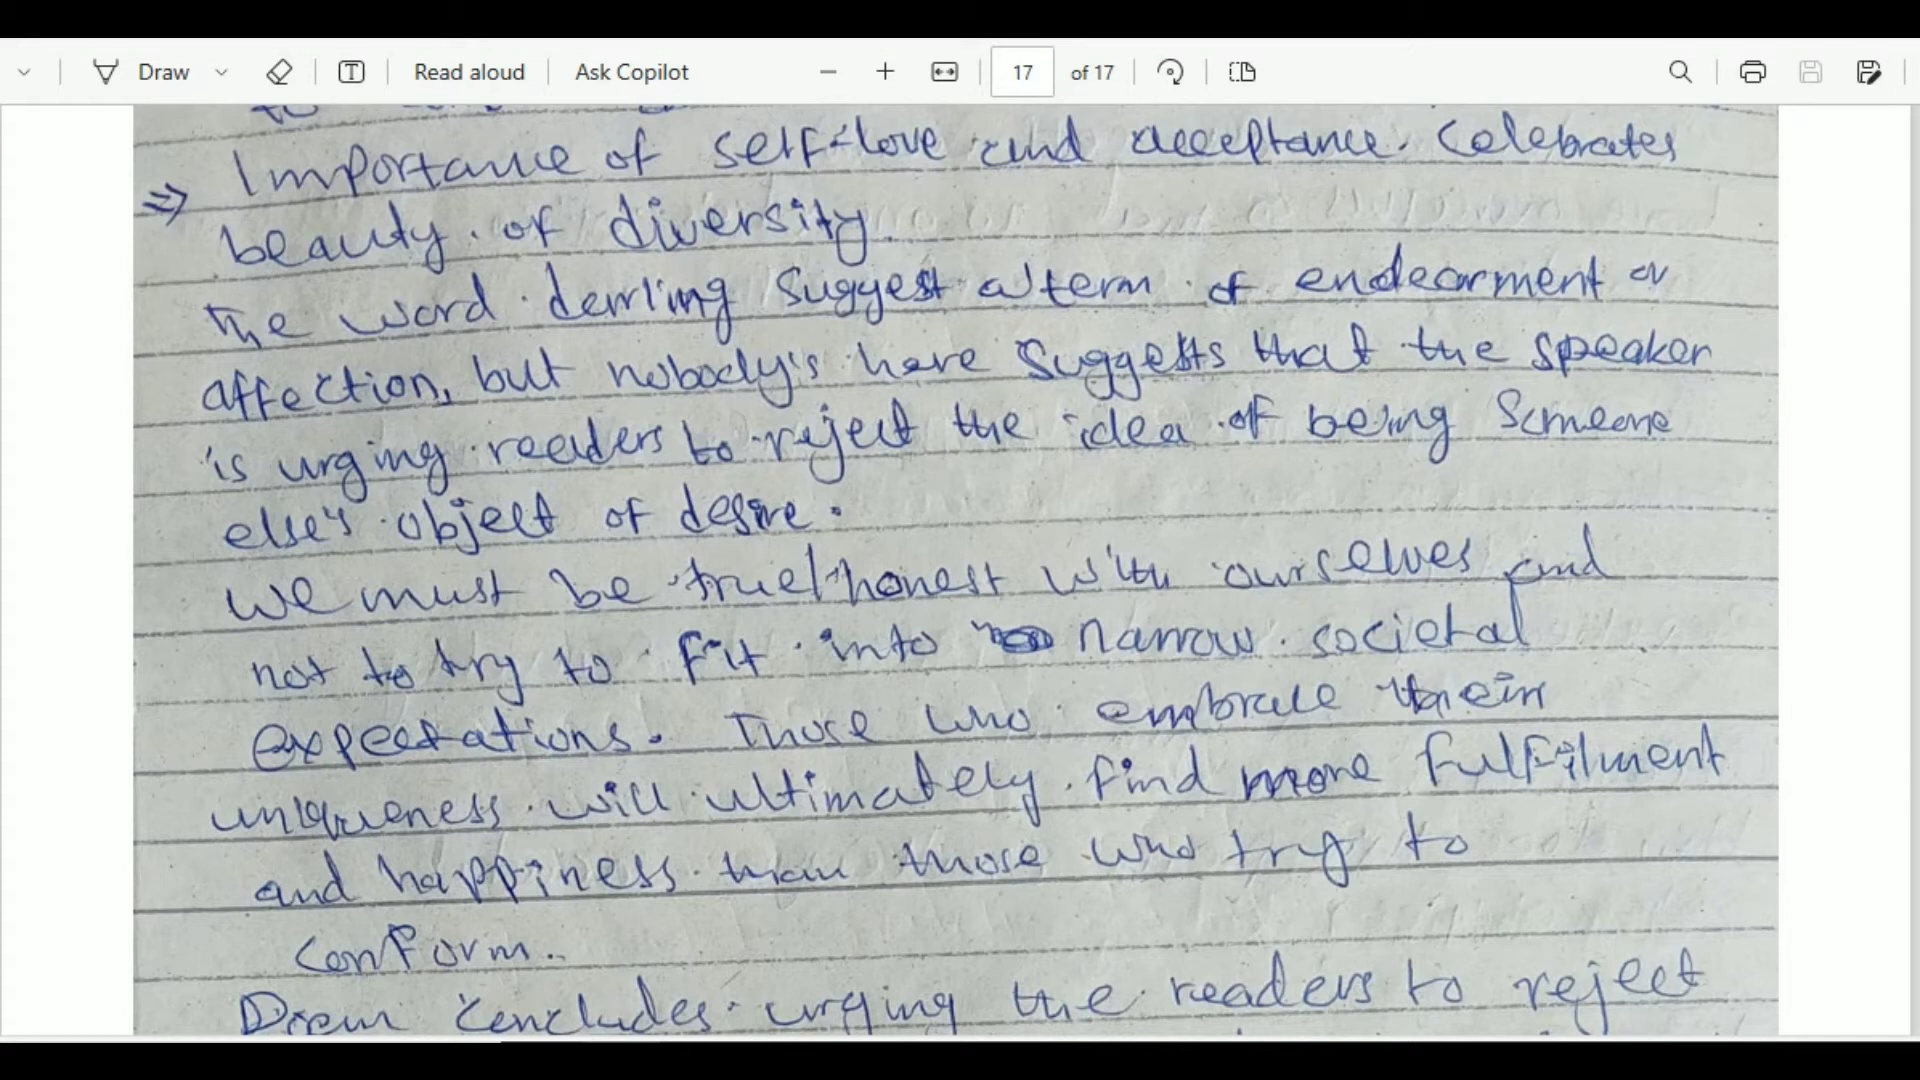 Draw
Read aloud
Ask Copilot
17
of 17
Importance of self-love and acceptance. Celebrates
beauty of diversity
the word darling suggest a term of endearment or
affection, but nobody's here suggests that the speaker
is urging readers to reject the idea of being someone
else's object of desire.
we must be true/honest with ourselves and
not to try to fit into narrow societal
expectations. Those who embrace their
uniqueness will ultimately find more fulfilment
and happiness than those who try to
conform.
Poem concludes urging the readers to reject